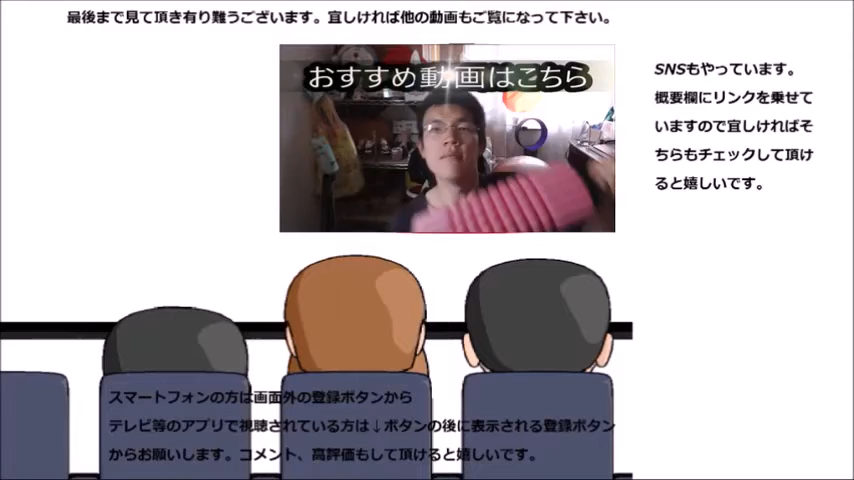 最後まで見て頂き有り難うございます。宜しければ他の動画もご覧になって下さい。
おすすめ動画はこちら
SNSもやっています。
概要欄にリンクを乗せて
いますので宜しければそ
ちらもチェックして頂け
ると嬉しいです。
スマートフォンの方は画面外の登録ボタンから
テレビ等のアプリで視聴されている方は↓ボタンの後に表示される登録ボタン
からお願いします。コメント、高評価もして頂けると嬉しいです。